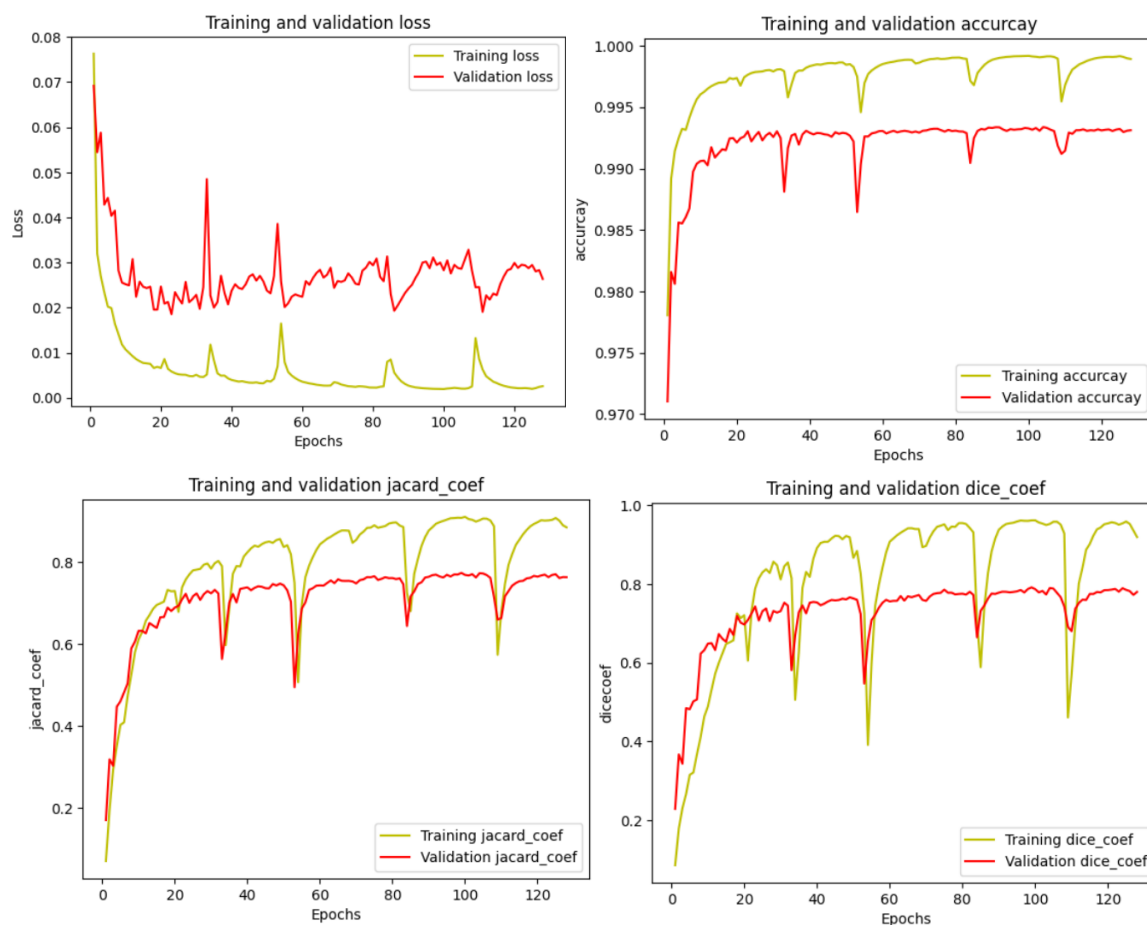 Training and validation loss
0.08
0.07
0.06
0.05
0.04
0.03
0.02
0.01
0.00
Loss
Training loss
Validation loss
0 20 40 60 80 100 120
Epochs
Training and validation accurcay
1.000
0.995
0.990
0.985
0.980
0.975
0.970
accurcay
Training accurcay
Validation accurcay
0 20 40 60 80 100 120
Epochs
Training and validation jacard_coef
0.8
0.6
0.4
0.2
jacard_coef
Training jacard_coef
Validation jacard_coef
0 20 40 60 80 100 120
Epochs
Training and validation dice_coef
1.0
0.8
0.6
0.4
0.2
dicecoef
Training dice_coef
Validation dice_coef
0 20 40 60 80 100 120
Epochs